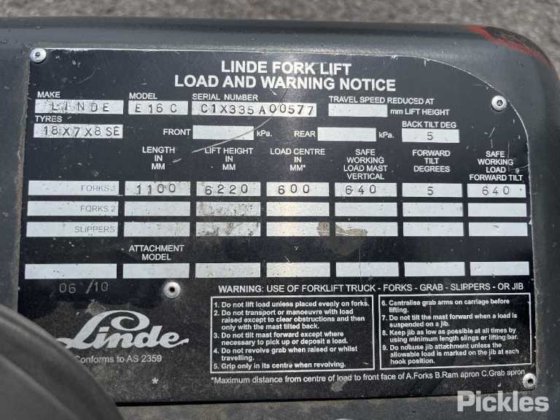 LINDE FORK LIFT
LOAD AND WARNING NOTICE
MAKE MODEL SERIAL NUMBER TRAVEL SPEED REDUCED AT
LINDE E16C C1X335A00577 mm LIFT HEIGHT
TYRES BACK TILT DEG
18X7X8SE FRONT kPa. REAR kPa. 5
LENGTH IN MM LIFT HEIGHT IN MM LOAD CENTRE IN MM* SAFE WORKING LOAD MAST VERTICAL FORWARD TILT DEGREES SAFE WORKING LOAD FORWARD TILT
FORKS 1 1100 6220 600 640 5 640
FORKS 2
SLIPPERS
ATTACHMENT MODEL
06/10
WARNING: USE OF FORKLIFT TRUCK - FORKS - GRAB - SLIPPERS - OR JIB
1. Do not lift load unless placed evenly on forks.
2. Do not transport or manoeuvre with load
raised except to clear obstructions and then
only with the mast tilted back.
3. Do not tilt mast forward except where
necessary to pick up or deposit a load.
4. Do not revolve grab when raised or whilst
travelling.
5. Grip only in its centre when revolving.
6. Centralise grab arms on carriage before
lifting.
7. Do not tilt the mast forward when a load is
suspended on a jib.
8. Keep jib as low as possible at all times by
using minimum length slings or lifting bar.
9. Do not use jib attachment unless the
allowable load is marked on the jib at each
hook position.
Linde
Conforms to AS 2359
*Maximum distance from centre of load to front face of A.Forks B.Ram apron C.Grab apron
Pickles